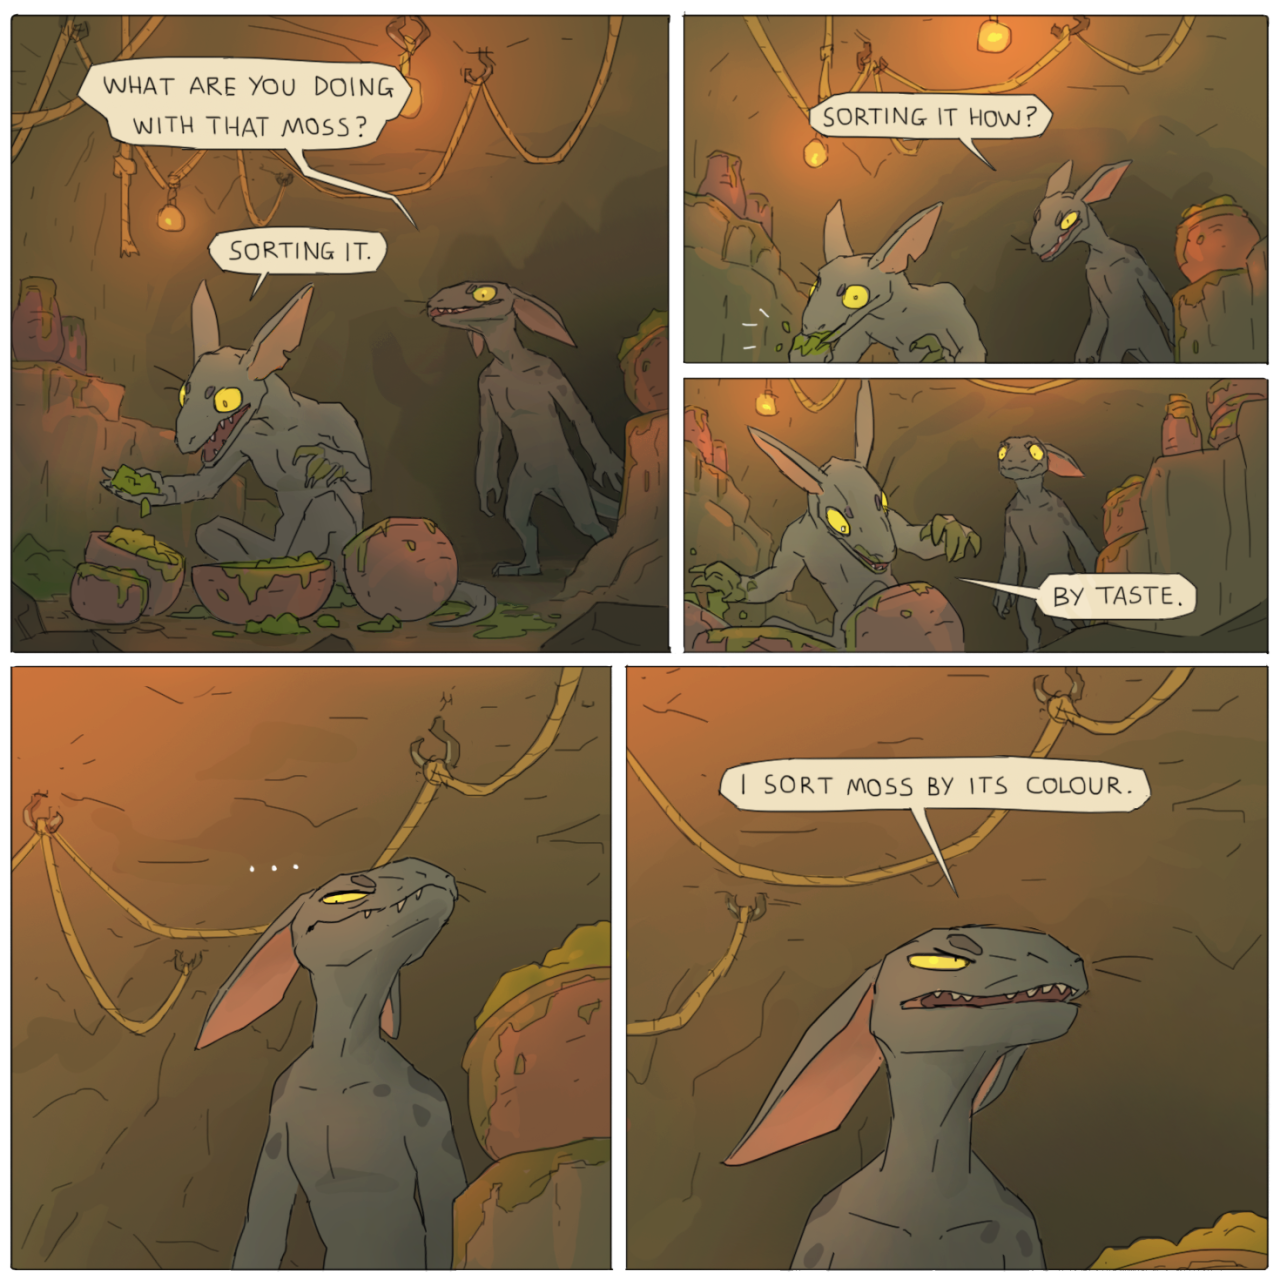 WHAT ARE YOU DOING
WITH THAT MOSS?
SORTING IT.
SORTING IT HOW?
BY TASTE.
...
I SORT MOSS BY ITS COLOUR.